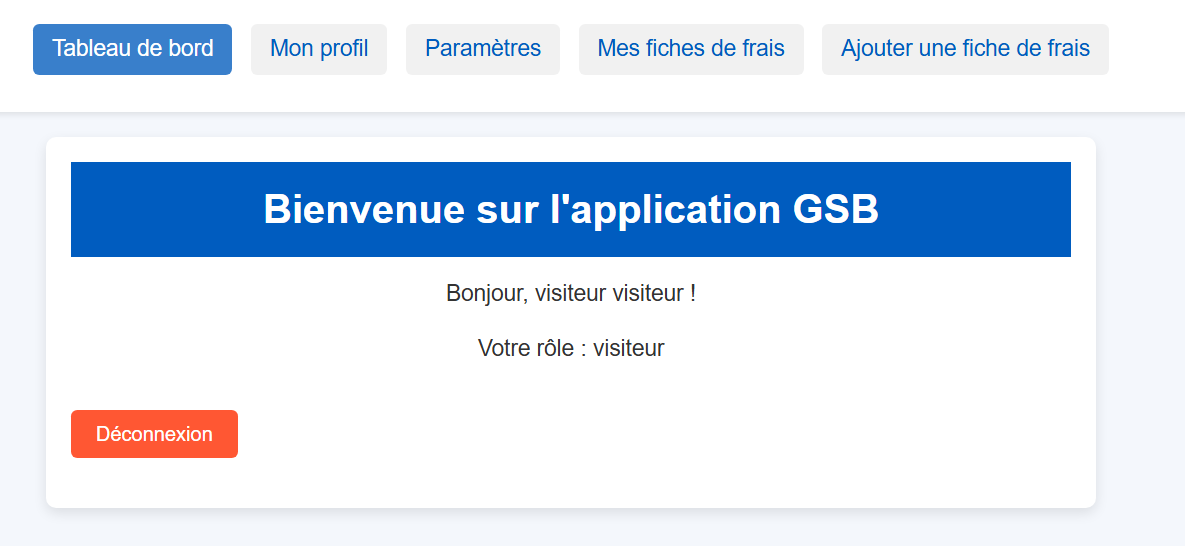 Tableau de bord Mon profil Paramètres Mes fiches de frais Ajouter une fiche de frais
Bienvenue sur l'application GSB
Bonjour, visiteur visiteur !
Votre rôle : visiteur
Déconnexion